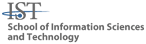 IST
School of Information Sciences
and Technology